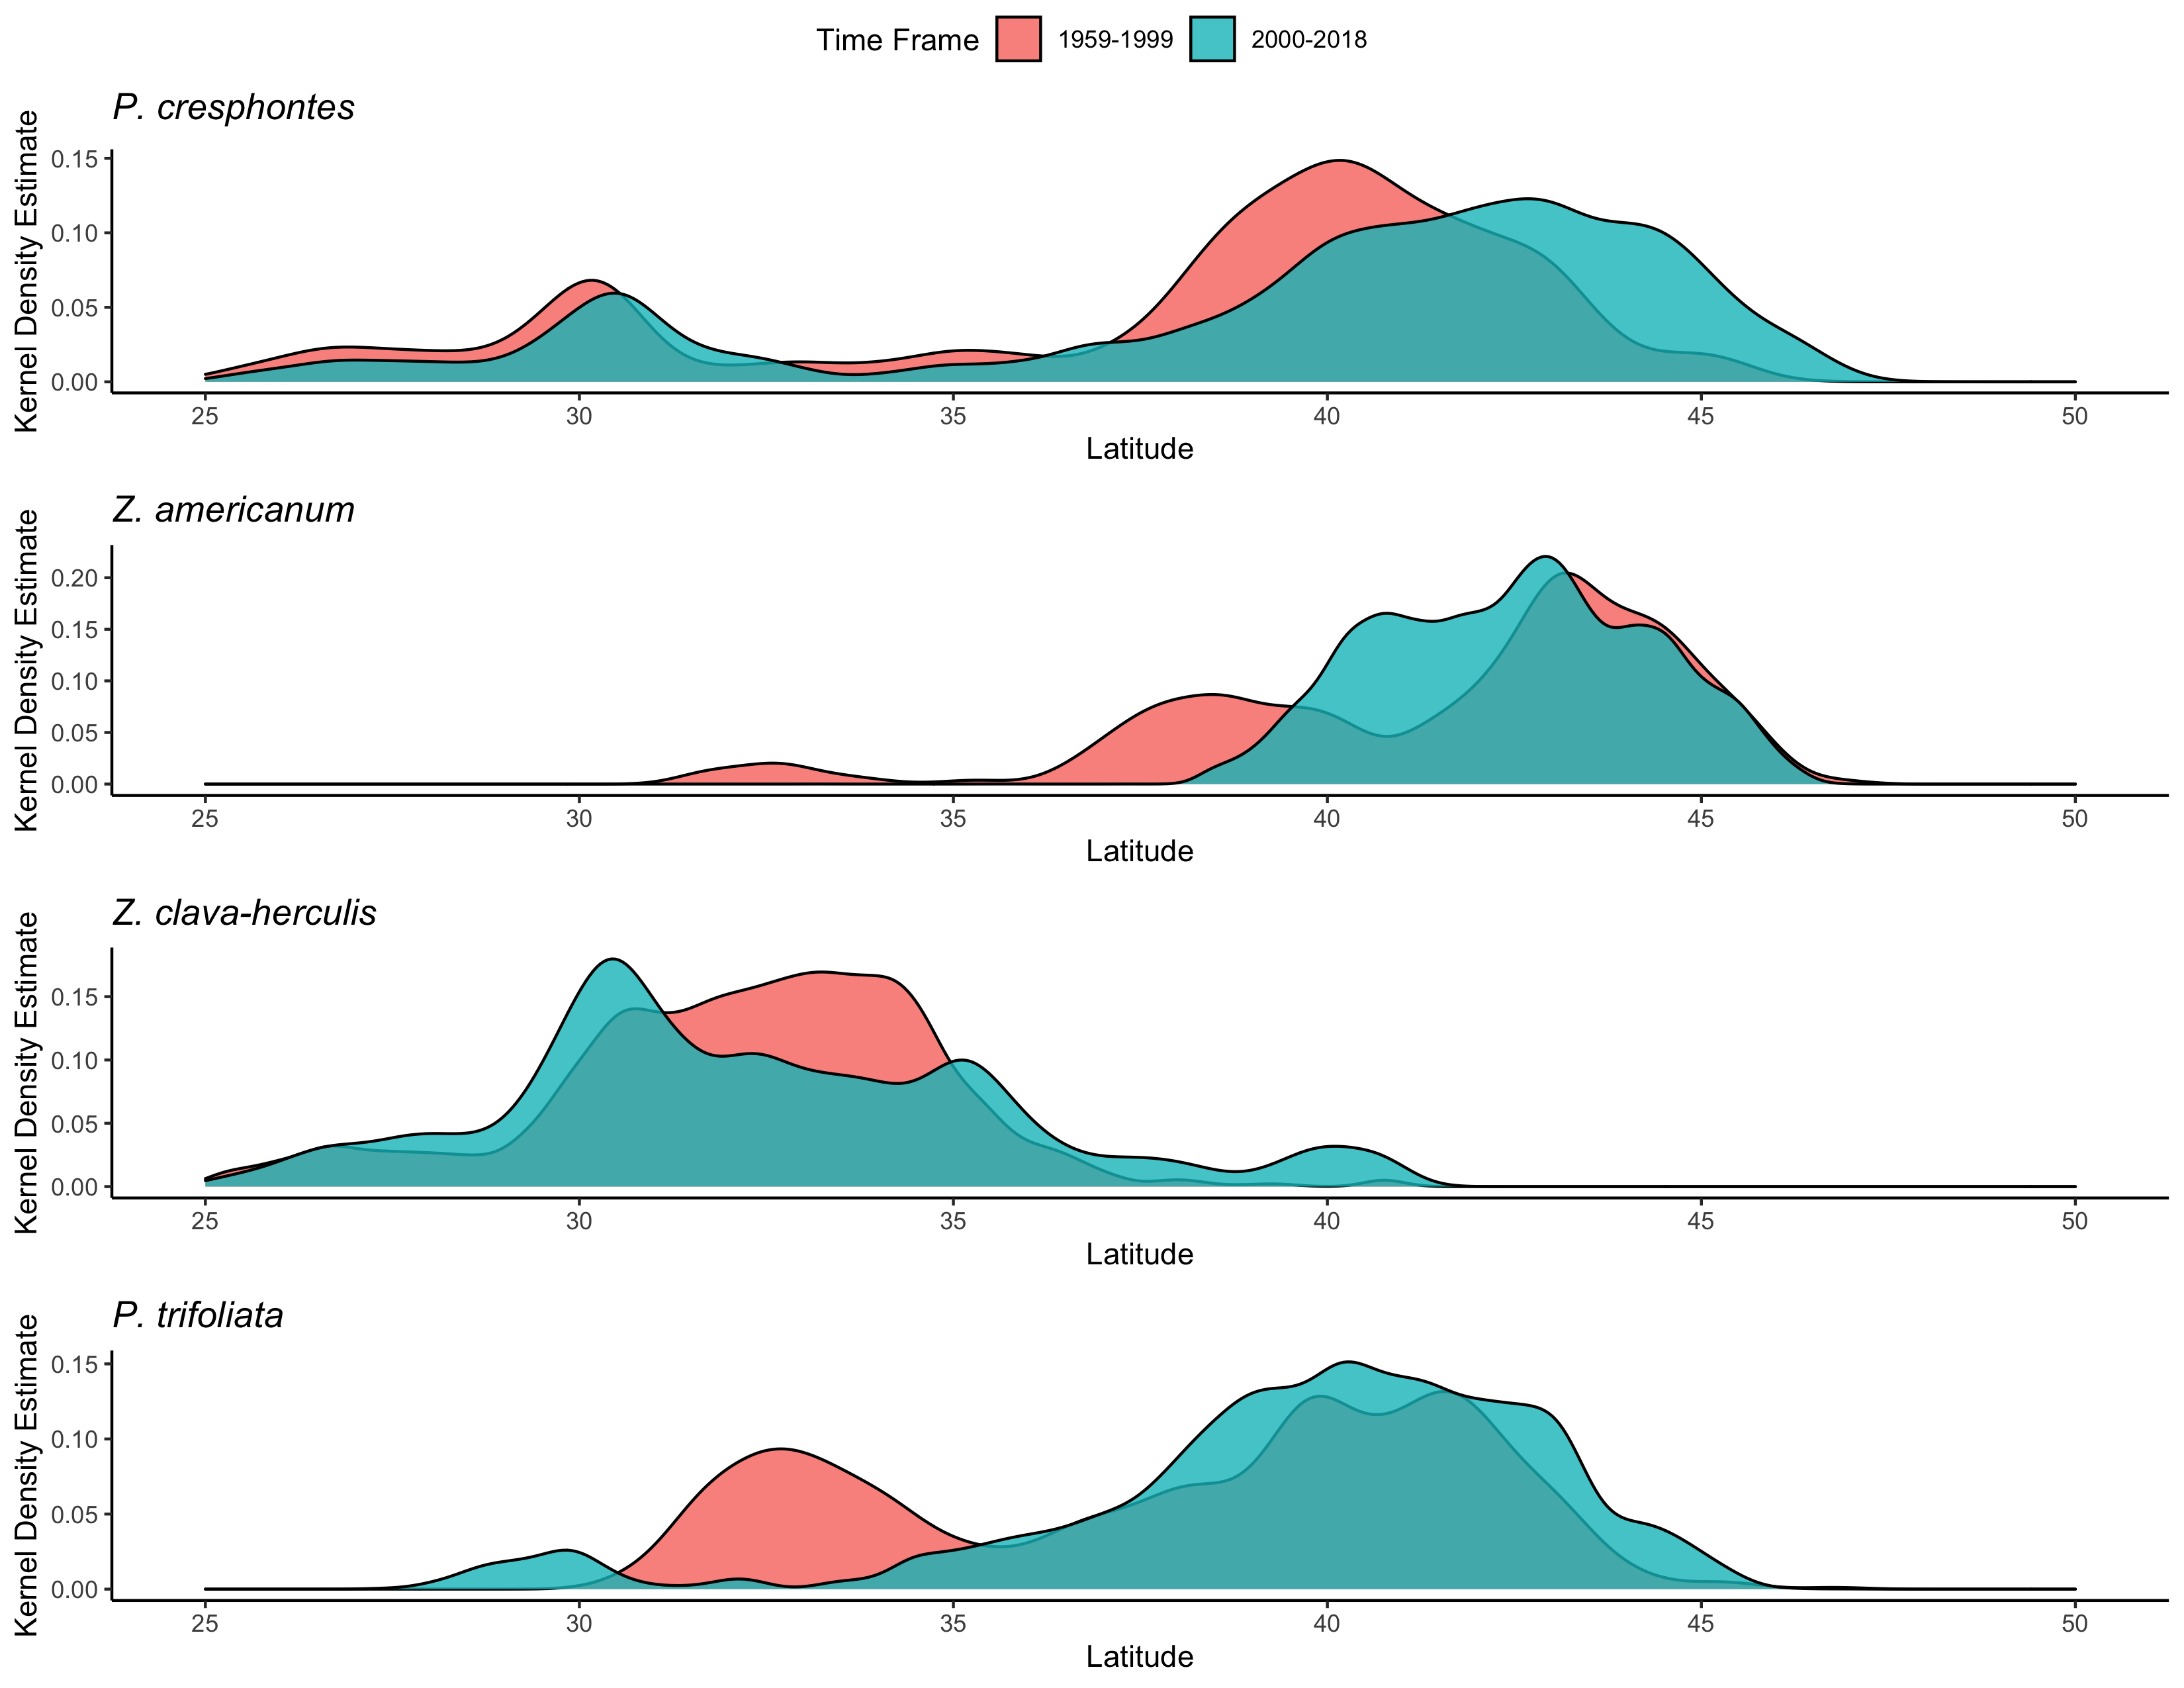 Time Frame 1959-1999 2000-2018
P. cresphontes
Kernel Density Estimate
0.15
0.10
0.05
0.00
25 30 35 40 45 50
Latitude
Z. americanum
Kernel Density Estimate
0.20
0.15
0.10
0.05
0.00
25 30 35 40 45 50
Latitude
Z. clava-herculis
Kernel Density Estimate
0.15
0.10
0.05
0.00
25 30 35 40 45 50
Latitude
P. trifoliata
Kernel Density Estimate
0.15
0.10
0.05
0.00
25 30 35 40 45 50
Latitude